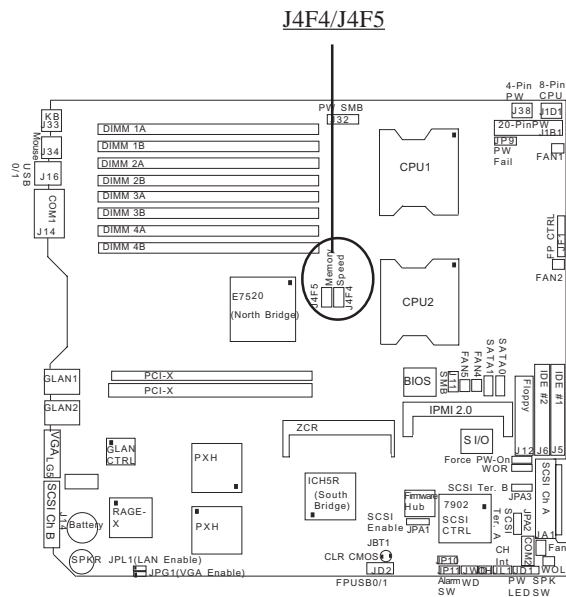 J4F4/J4F5
4-Pin
PW
8-Pin
CPU
PW SMB
J32
J38
J1D1
20-PinPW
J1B1
JP9
PW
Fail
FAN1
KB
J33
Mouse
J34
USB
0/1
J16
COM1
J14
DIMM 1A
DIMM 1B
DIMM 2A
DIMM 2B
DIMM 3A
DIMM 3B
DIMM 4A
DIMM 4B
CPU1
FP CTRL
JF1
FAN2
Memory
Speed
J4F5
J4F4
E7520
(North Bridge)
CPU2
SATA0
SATA1
FAN4
FAN5
J11
SMB
BIOS
Floppy
IDE #2
IDE #1
GLAN1
GLAN2
PCI-X
PCI-X
IPMI 2.0
ZCR
S I/O
J12
J6
J5
VGA
LG5
GLAN
CTRL
PXH
Force PW-On
WOR
ICH5R
(South
Bridge)
SCSI Ter. B
JPA3
SCSI Ch A
SCSI Ch B
J14
Battery
RAGE-
X
PXH
Firmware
Hub
7902
SCSI
CTRL
SCSI
Enable
JPA1
SCSI
Ter. A
JPA2
JA1
JBT1
CLR CMOS
CH
Int
COM2
Fan
SPKR
JPL1(LAN Enable)
JPG1(VGA Enable)
JD2
FPUSB0/1
JP10
JP11
JWD
JL1
JD1
WOL
Alarm
SW
WD
PW
LED
SPK
SW